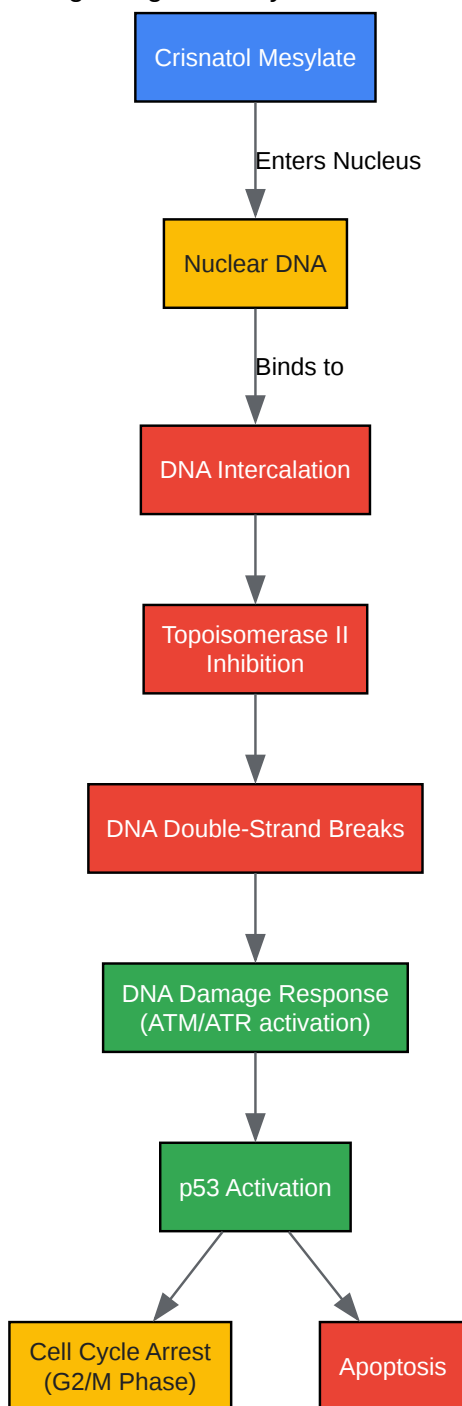 Crisnatol Mesylate
Enters Nucleus
Nuclear DNA
Binds to
DNA Intercalation
Topoisomerase II
Inhibition
DNA Double-Strand Breaks
DNA Damage Response
(ATM/ATR activation)
p53 Activation
Cell Cycle Arrest
(G2/M Phase)
Apoptosis